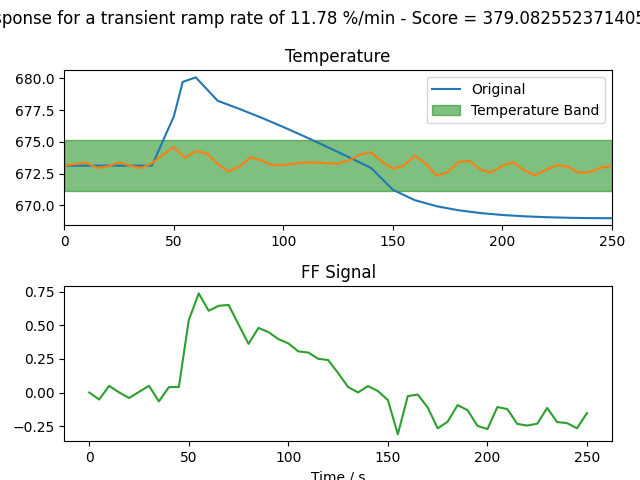 sponse for a transient ramp rate of 11.78 %/min - Score = 379.082552371405
Temperature
680.0
677.5
675.0
672.5
670.0
Original
Temperature Band
0 50 100 150 200 250
FF Signal
0.75
0.50
0.25
0.00
−0.25
0 50 100 150 200 250
Time / s